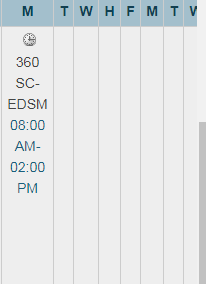 M T W H F M T W
360
SC-
EDSM
08:00
AM-
02:00
PM